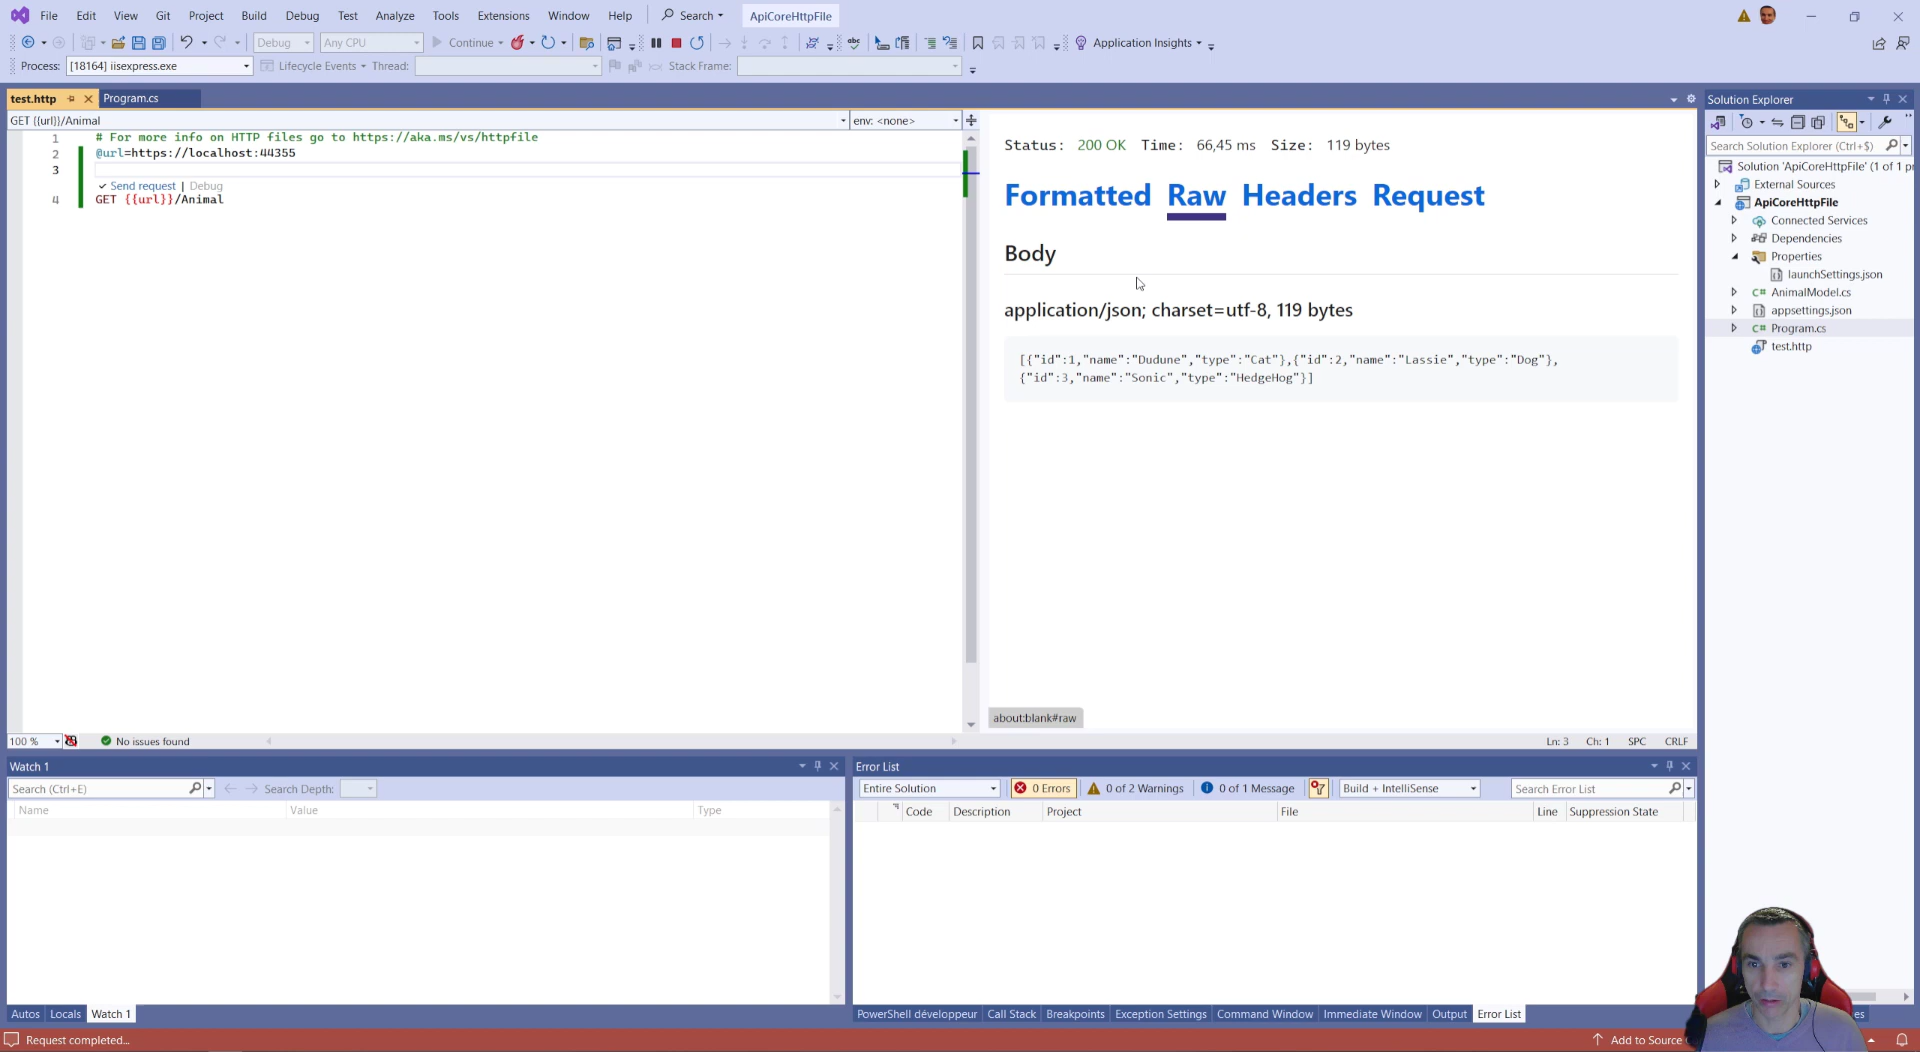 File Edit View Git Project Build Debug Test Analyze Tools Extensions Window Help Search ApiCoreHttpFile
Debug Any CPU Continue Application Insights
Process: [18164] iisexpress.exe Lifecycle Events Thread: Stack Frame:
test.http Program.cs
GET {{url}}/Animal env: <none>
1 # For more info on HTTP files go to https://aka.ms/vs/httpfile
2 @url=https://localhost:44355
3
Send request | Debug
4 GET {{url}}/Animal
Status: 200 OK Time: 66,45 ms Size: 119 bytes
Formatted Raw Headers Request
Body
application/json; charset=utf-8, 119 bytes
[{"id":1,"name":"Dudune","type":"Cat"},{"id":2,"name":"Lassie","type":"Dog"},
{"id":3,"name":"Sonic","type":"HedgeHog"}]
about:blank#raw
100 % No issues found Ln: 3 Ch: 1 SPC CRLF
Solution Explorer
Search Solution Explorer (Ctrl+$)
Solution 'ApiCoreHttpFile' (1 of 1 p
External Sources
ApiCoreHttpFile
Connected Services
Dependencies
Properties
launchSettings.json
C# AnimalModel.cs
appsettings.json
C# Program.cs
test.http
Watch 1
Search (Ctrl+E) Search Depth:
Name Value Type
Autos Locals Watch 1
Error List
Entire Solution 0 Errors 0 of 2 Warnings 0 of 1 Message Build + IntelliSense Search Error List
Code Description Project File Line Suppression State
PowerShell développeur Call Stack Breakpoints Exception Settings Command Window Immediate Window Output Error List
Request completed... Add to Source